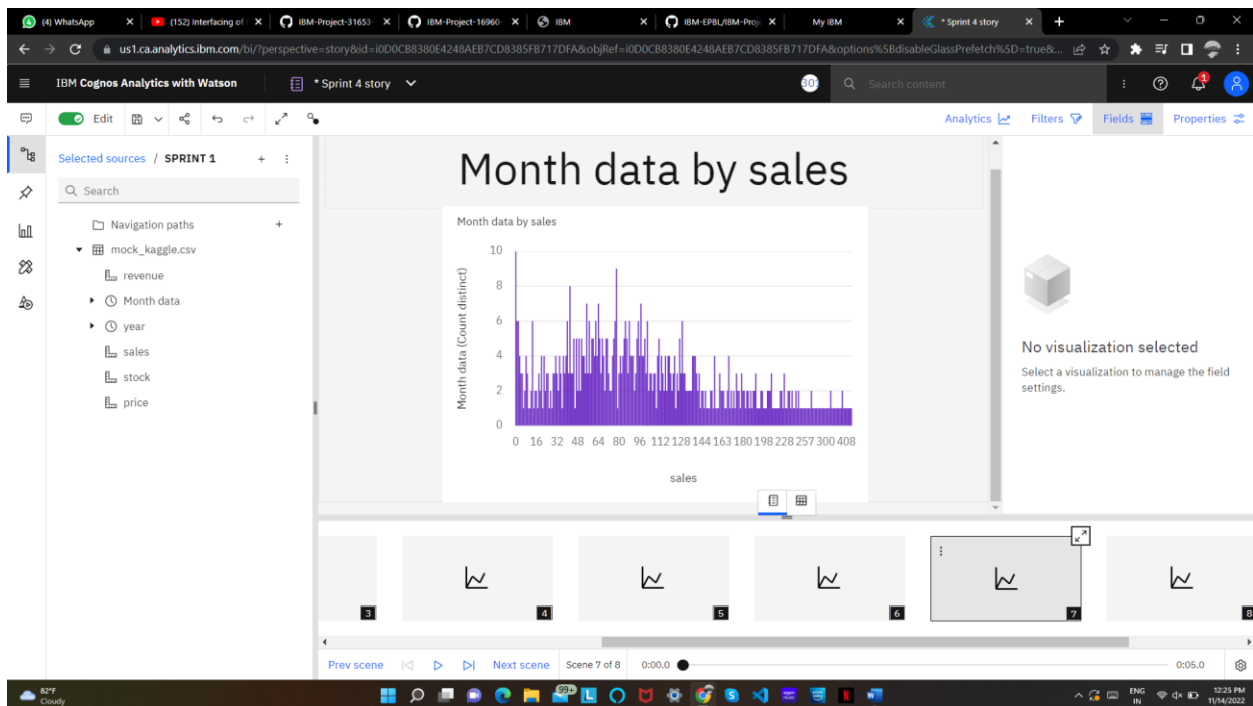 (4) WhatsApp
(152) Interfacing of
IBM-Project-31653-
IBM-Project-16960-
IBM
IBM-EPBL/IBM-Proj
My IBM
* Sprint 4 story
us1.ca.analytics.ibm.com/bi/?perspective=story&id=i0D0CB8380E4248AEB7CD8385FB717DFA&objRef=i0D0CB8380E4248AEB7CD8385FB717DFA&options%5BdisableGlassPrefetch%5D=true&...
IBM Cognos Analytics with Watson
* Sprint 4 story
301
Search content
1
Edit
Analytics
Filters
Fields
Properties
Selected sources / SPRINT 1
Search
Navigation paths
mock_kaggle.csv
revenue
Month data
year
sales
stock
price
Month data by sales
Month data by sales
Month data (Count distinct)
10
8
6
4
2
0
0 16 32 48 64 80 96 112 128 144 163 180 198 228 257 300 408
sales
No visualization selected
Select a visualization to manage the field
settings.
3
4
5
6
7
8
Prev scene
Next scene
Scene 7 of 8
0:00.0
0:05.0
82°F
Cloudy
99+
ENG
IN
12:25 PM
11/14/2022